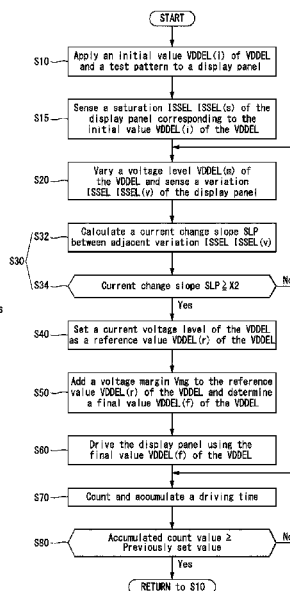 START
S10
Apply an initial value VDDEL(i) of VDDEL
and a test pattern to a display panel
S15
Sense a saturation ISSEL ISSEL(s) of the
display panel corresponding to the
initial value VDDEL(i) of the VDDEL
S20
Vary a voltage level VDDEL(m) of
the VDDEL and sense a variation
ISSEL ISSEL(v) of the display panel
S30
S32
Calculate a current change slope SLP
between adjacent variation ISSEL ISSEL(v)
S34
Current change slope SLP≧X2
No
Yes
s
S40
Set a current voltage level of the VDDEL
as a reference value VDDEL(r) of the VDDEL
S50
Add a voltage margin Vmg to the reference
value VDDEL(r) of the VDDEL and determine
a final value VDDEL(f) of the VDDEL
S60
Drive the display panel using the
final value VDDEL(f) of the VDDEL
S70
Count and accumulate a driving time
S80
Accumulated count value ≥
Previously set value
No
Yes
RETURN to S10